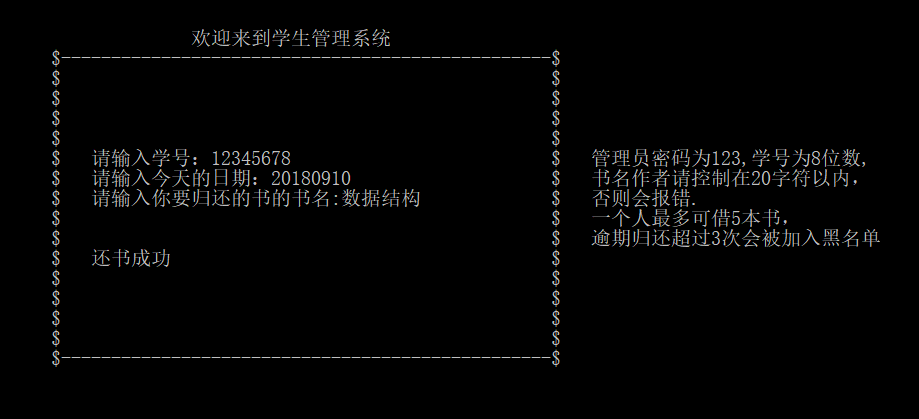 欢迎来到学生管理系统
$-------------------------------------------------$
$ $
$ $
$ $
$ $
$ 请输入学号：12345678 $ 管理员密码为123,学号为8位数,
$ 请输入今天的日期：20180910 $ 书名作者请控制在20字符以内，
$ 请输入你要归还的书的书名:数据结构 $ 否则会报错.
$ $ 一个人最多可借5本书，
$ $ 逾期归还超过3次会被加入黑名单
$ 还书成功 $
$ $
$ $
$ $
$ $
$-------------------------------------------------$